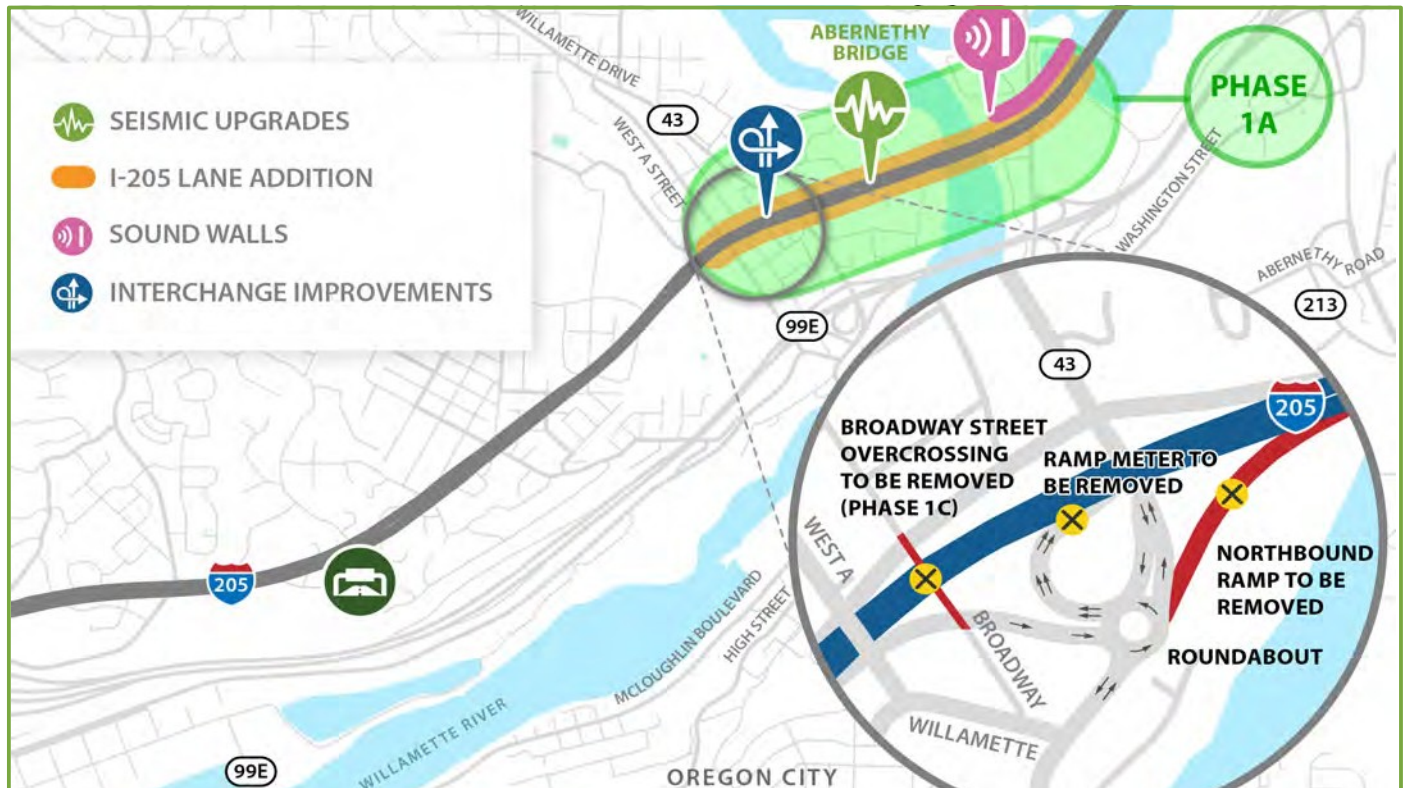 SEISMIC UPGRADES
I-205 LANE ADDITION
SOUND WALLS
INTERCHANGE IMPROVEMENTS
WILLAMETTE DRIVE
43
WEST A STREET
ABERNETHY
BRIDGE
PHASE
1A
WASHINGTON STREET
ABERNETHY ROAD
213
99E
205
99E
WILLAMETTE RIVER
MCLOUGHLIN BOULEVARD
HIGH STREET
OREGON CITY
43
205
BROADWAY STREET
OVERCROSSING
TO BE REMOVED
(PHASE 1C)
RAMP METER TO
BE REMOVED
NORTHBOUND
RAMP TO BE
REMOVED
ROUNDABOUT
WEST A
BROADWAY
WILLAMETTE